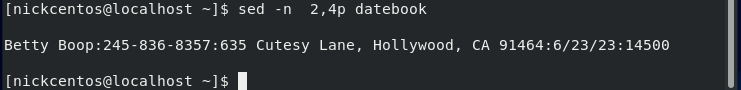 [nickcentos@localhost ~]$ sed -n  2,4p datebook
Betty Boop:245-836-8357:635 Cutesy Lane, Hollywood, CA 91464:6/23/23:14500
[nickcentos@localhost ~]$